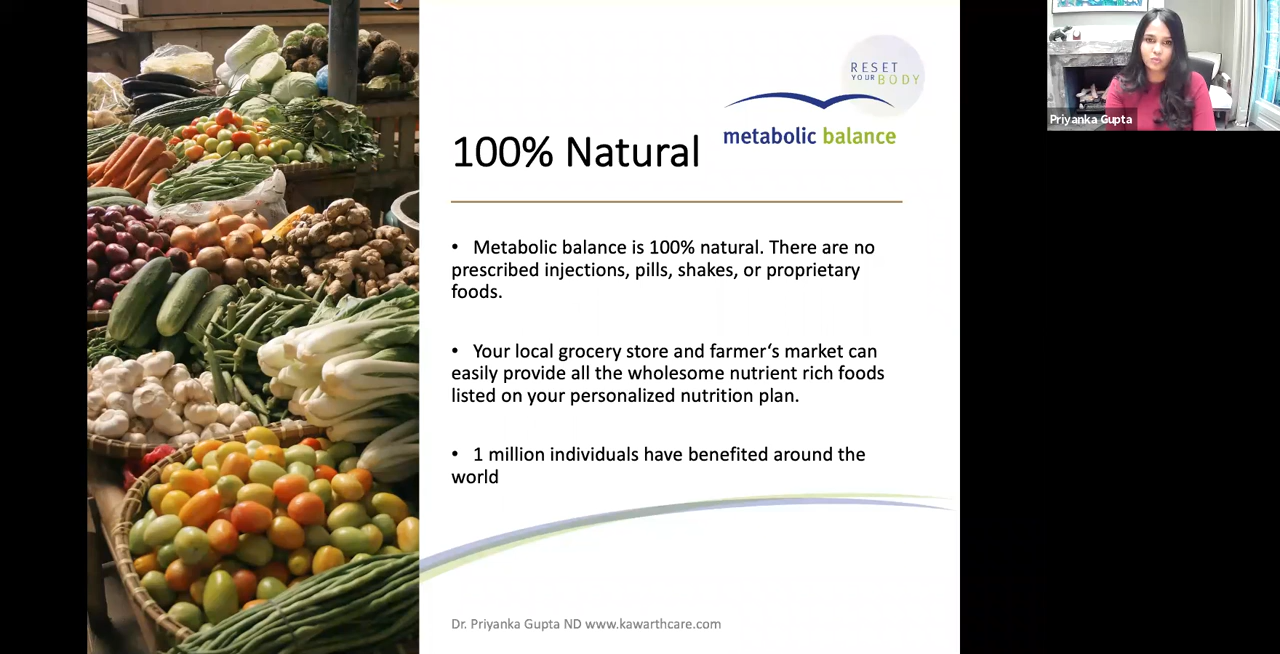 RESET
YOUR BODY
metabolic balance
100% Natural
• Metabolic balance is 100% natural. There are no
prescribed injections, pills, shakes, or proprietary
foods.
• Your local grocery store and farmer‘s market can
easily provide all the wholesome nutrient rich foods
listed on your personalized nutrition plan.
• 1 million individuals have benefited around the
world
Dr. Priyanka Gupta ND www.kawarthcare.com
Priyanka Gupta